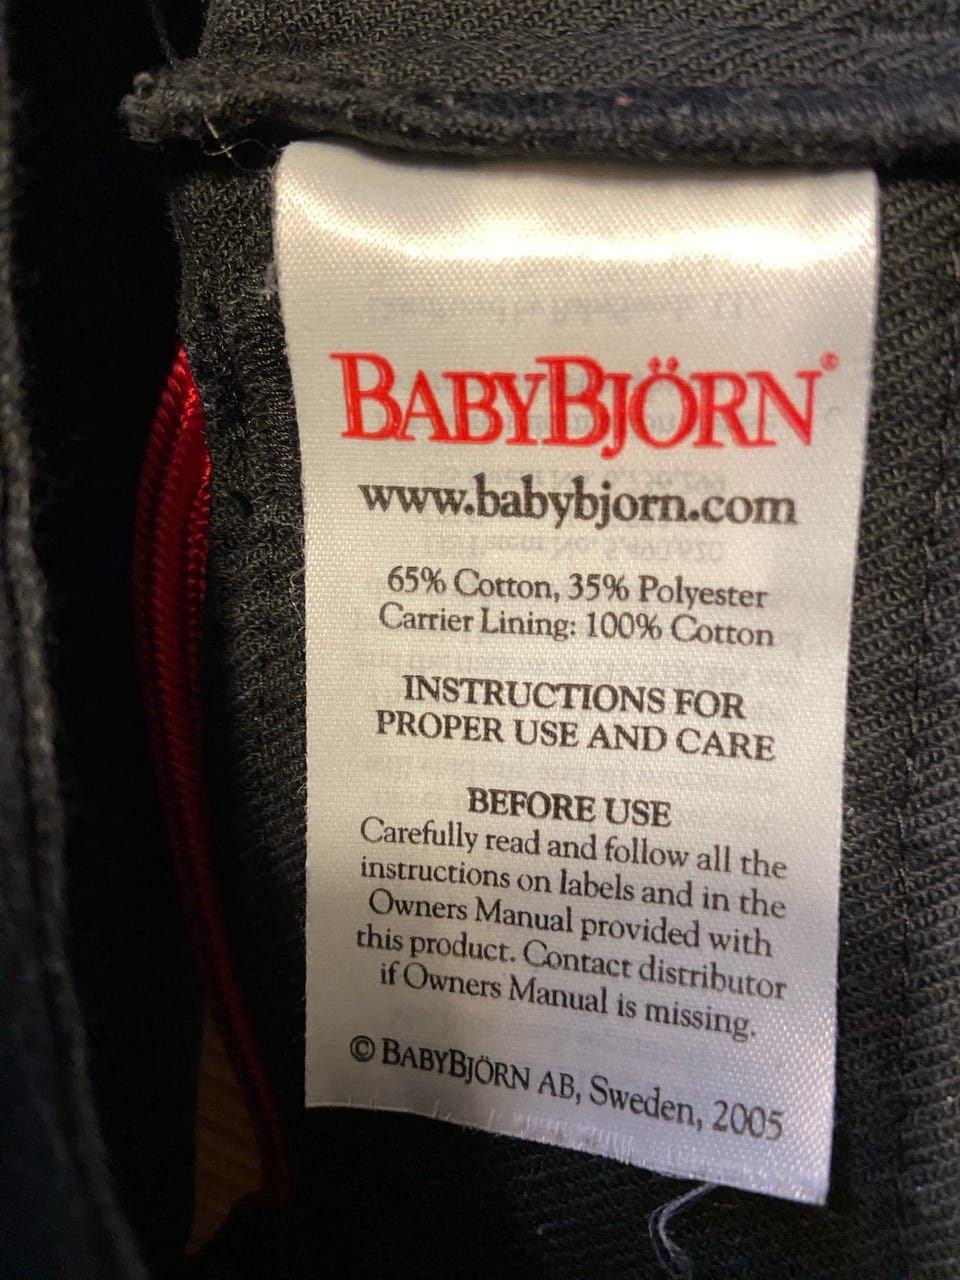 BABYBJÖRN®
www.babybjorn.com
65% Cotton, 35% Polyester
Carrier Lining: 100% Cotton
INSTRUCTIONS FOR
PROPER USE AND CARE
BEFORE USE
Carefully read and follow all the
instructions on labels and in the
Owners Manual provided with
this product. Contact distributor
if Owners Manual is missing.
© BABYBJÖRN AB, Sweden, 2005